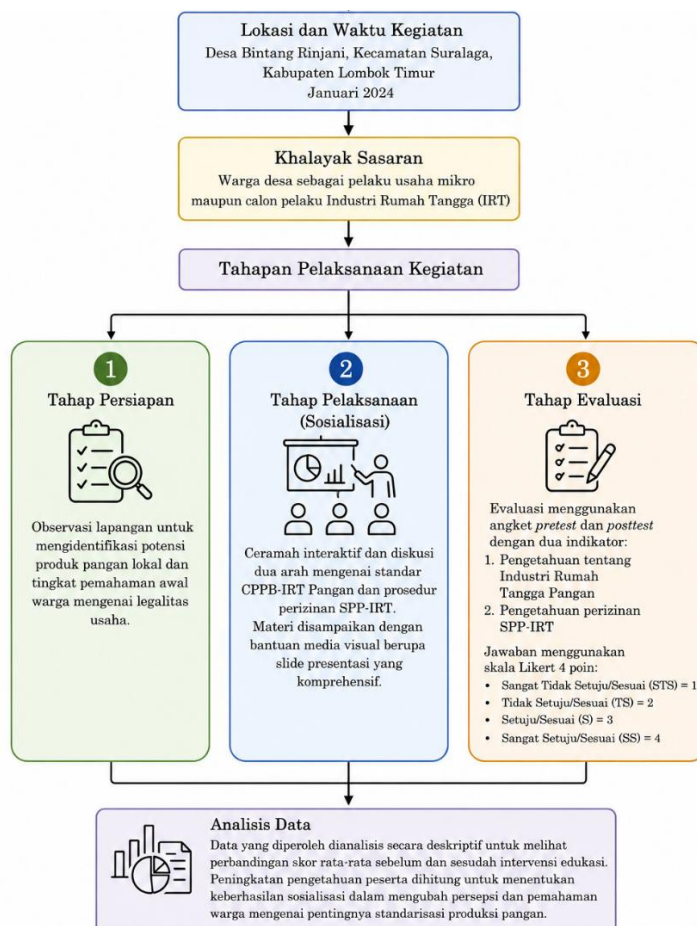 Lokasi dan Waktu Kegiatan
Desa Bintang Rinjani, Kecamatan Suralaga,
Kabupaten Lombok Timur
Januari 2024
Khalayak Sasaran
Warga desa sebagai pelaku usaha mikro
maupun calon pelaku Industri Rumah Tangga (IRT)
Tahapan Pelaksanaan Kegiatan
1
Tahap Persiapan
Observasi lapangan untuk
mengidentifikasi potensi
produk pangan lokal dan
tingkat pemahaman awal
warga mengenai legalitas
usaha.
2
Tahap Pelaksanaan
(Sosialisasi)
Ceramah interaktif dan diskusi
dua arah mengenai standar
CPPB-IRT Pangan dan prosedur
perizinan SPP-IRT.
Materi disampaikan dengan
bantuan media visual berupa
slide presentasi yang
komprehensif.
3
Tahap Evaluasi
Evaluasi menggunakan
angket pretest dan posttest
dengan dua indikator:
1. Pengetahuan tentang
Industri Rumah
Tangga Pangan
2. Pengetahuan perizinan
SPP-IRT
Jawaban menggunakan
skala Likert 4 poin:
• Sangat Tidak Setuju/Sesuai (STS) = 1
• Tidak Setuju/Sesuai (TS) = 2
• Setuju/Sesuai (S) = 3
• Sangat Setuju/Sesuai (SS) = 4
Analisis Data
Data yang diperoleh dianalisis secara deskriptif untuk melihat
perbandingan skor rata-rata sebelum dan sesudah intervensi edukasi.
Peningkatan pengetahuan peserta dihitung untuk menentukan
keberhasilan sosialisasi dalam mengubah persepsi dan pemahaman
warga mengenai pentingnya standarisasi produksi pangan.